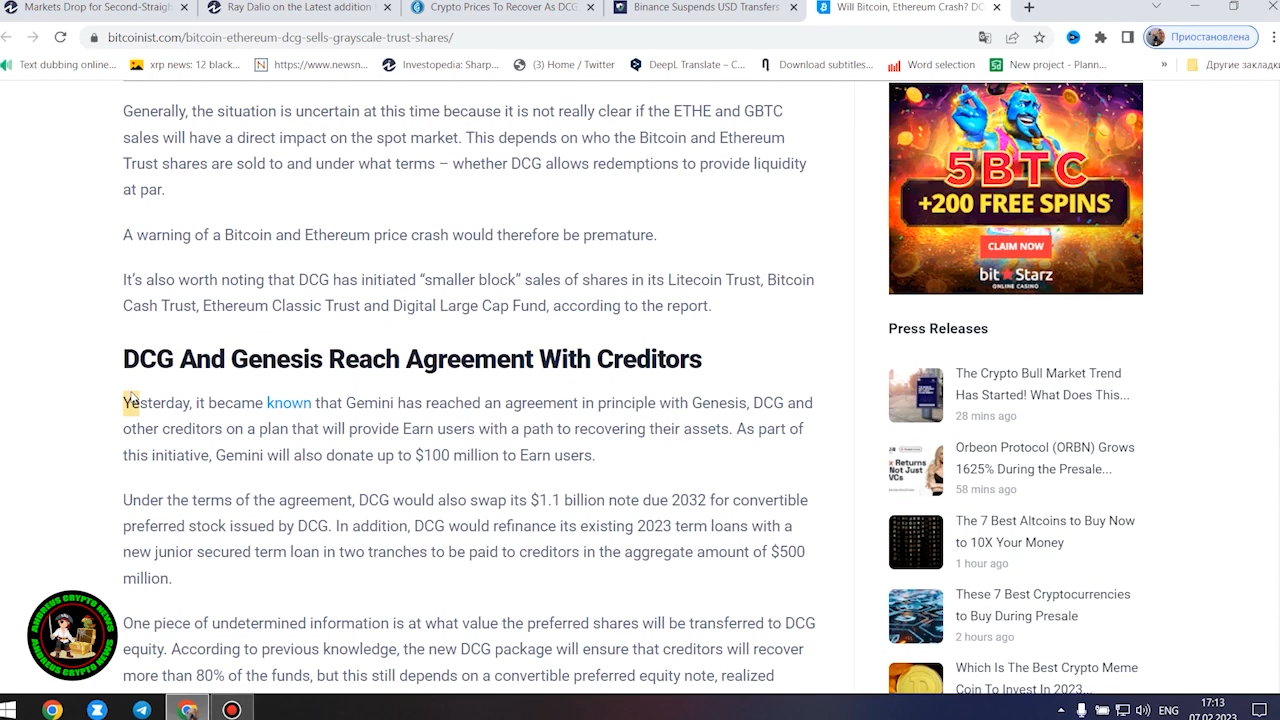 Markets Drop for Second-Straigh
Ray Dalio on the Latest addition
Crypto Prices To Recover As DCG
Binance Suspends USD Transfers
Will Bitcoin, Ethereum Crash? DC
bitcoinist.com/bitcoin-ethereum-dcg-sells-grayscale-trust-shares/
Приостановлена
Text dubbing online...
xrp news: 12 black...
https://www.newsn...
Investopedia: Sharp...
(3) Home / Twitter
DeepL Translate – C...
Download subtitles...
Word selection
New project - Plann...
»
Другие закладки
Generally, the situation is uncertain at this time because it is not really clear if the ETHE and GBTC
sales will have a direct impact on the spot market. This depends on who the Bitcoin and Ethereum
Trust shares are sold to and under what terms – whether DCG allows redemptions to provide liquidity
at par.
A warning of a Bitcoin and Ethereum price crash would therefore be premature.
It's also worth noting that DCG has initiated “smaller block” sales of shares in its Litecoin Trust, Bitcoin
Cash Trust, Ethereum Classic Trust and Digital Large Cap Fund, according to the report.
DCG And Genesis Reach Agreement With Creditors
Yesterday, it became known that Gemini has reached an agreement in principle with Genesis, DCG and
other creditors on a plan that will provide Earn users with a path to recovering their assets. As part of
this initiative, Gemini will also donate up to $100 million to Earn users.
Under the terms of the agreement, DCG would also swap its $1.1 billion note due 2032 for convertible
preferred stock issued by DCG. In addition, DCG would refinance its existing 2023 term loans with a
new junior secured term loan in two tranches to be paid to creditors in the aggregate amount of $500
million.
One piece of undetermined information is at what value the preferred shares will be transferred to DCG
equity. According to previous knowledge, the new DCG package will ensure that creditors will recover
more than 80% of the funds, but this still depends on a convertible preferred equity note, realized
5BTC
+200 FREE SPINS
CLAIM NOW
bit★Starz
ONLINE CASINO
Press Releases
The Crypto Bull Market Trend
Has Started! What Does This...
28 mins ago
Orbeon Protocol (ORBN) Grows
1625% During the Presale...
58 mins ago
x Returns
Not Just
VCs
The 7 Best Altcoins to Buy Now
to 10X Your Money
1 hour ago
These 7 Best Cryptocurrencies
to Buy During Presale
2 hours ago
Which Is The Best Crypto Meme
Coin To Invest In 2023...
ANDREUS CRYPTO NEWS
ANDREUS CRYPTO NEWS
ENG
17:13
07.02.2023